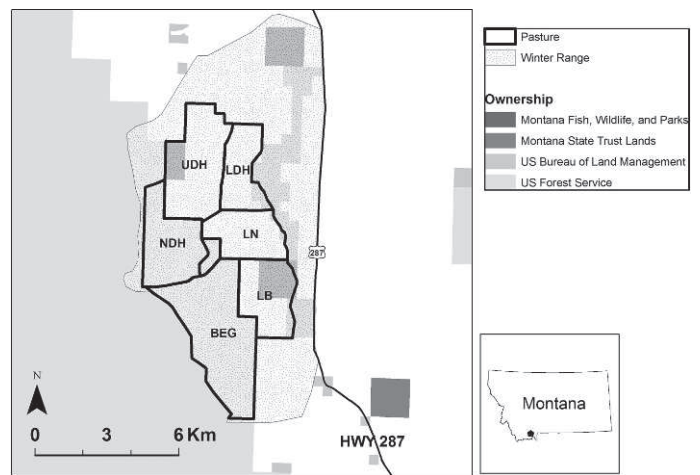 UDH
LDH
NDH
LN
LB
BEG
287
HWY 287
N
0 3 6 Km
Pasture
Winter Range
Ownership
Montana Fish, Wildlife, and Parks
Montana State Trust Lands
US Bureau of Land Management
US Forest Service
Montana